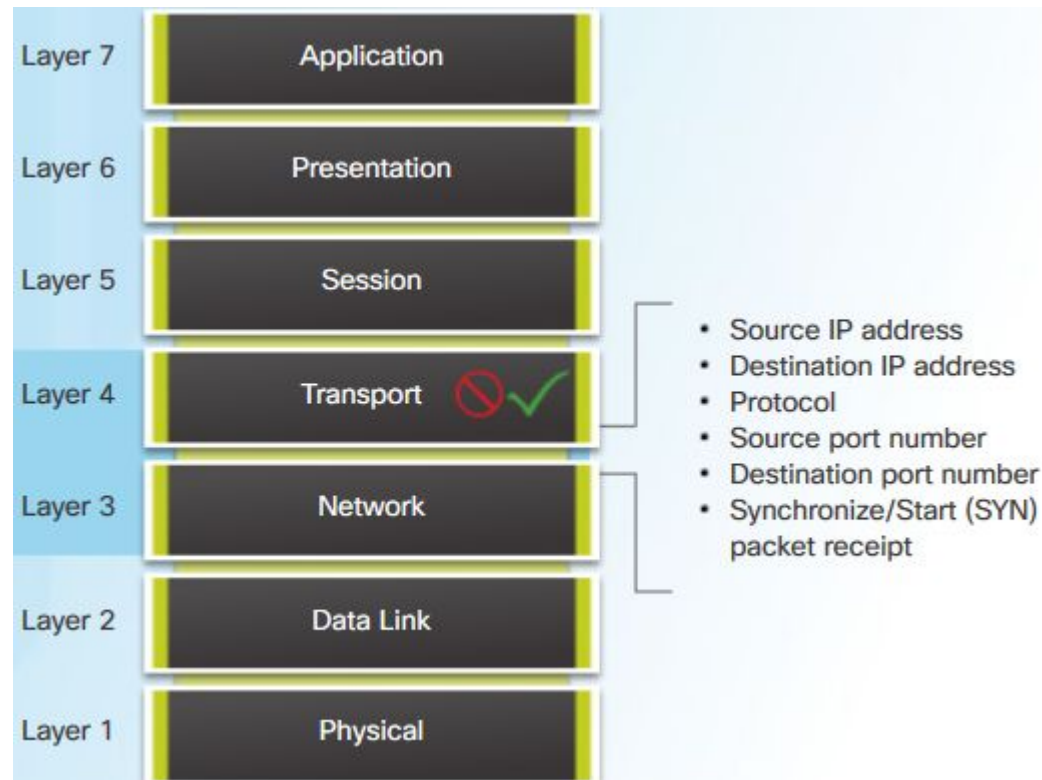 Layer 7 Application
Layer 6 Presentation
Layer 5 Session
Layer 4 Transport
Layer 3 Network
Layer 2 Data Link
Layer 1 Physical
• Source IP address
• Destination IP address
• Protocol
• Source port number
• Destination port number
• Synchronize/Start (SYN)
packet receipt